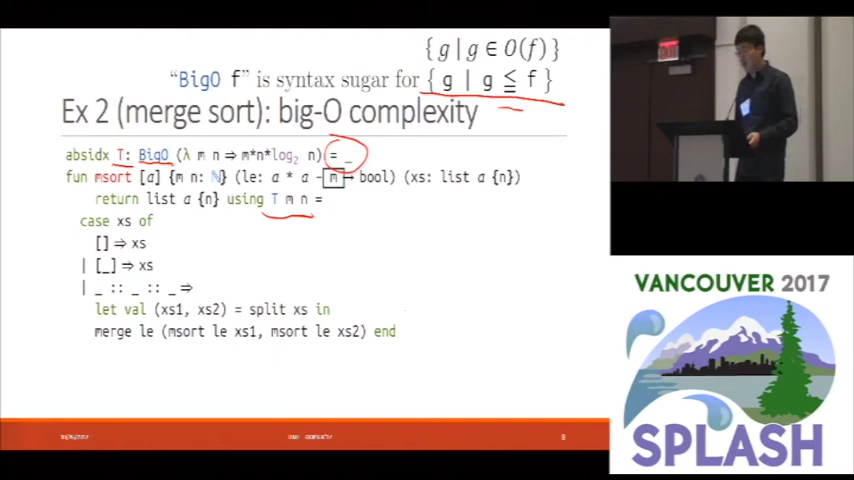 { g | g ∈ O(f) }
"BigO f" is syntax sugar for { g | g ≦ f }
Ex 2 (merge sort): big-O complexity
absidx T: BigO (λ m n ⇒ m*n*log₂ n) = _
fun msort [a] {m n: ℕ} (le: a * a - m → bool) (xs: list a {n})
return list a {n} using T m n =
case xs of
[] ⇒ xs
| [_] ⇒ xs
| _ :: _ :: _ ⇒
let val (xs1, xs2) = split xs in
merge le (msort le xs1, msort le xs2) end
8
VANCOUVER 2017
SPLASH